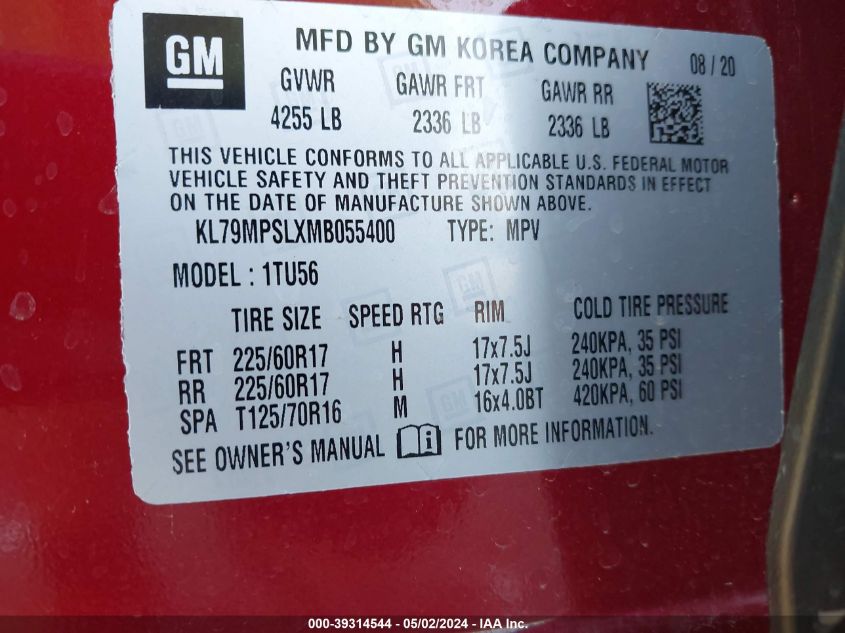 GM
MFD BY GM KOREA COMPANY 08 / 20
GVWR GAWR FRT GAWR RR
4255 LB 2336 LB 2336 LB
THIS VEHICLE CONFORMS TO ALL APPLICABLE U.S. FEDERAL MOTOR
VEHICLE SAFETY AND THEFT PREVENTION STANDARDS IN EFFECT
ON THE DATE OF MANUFACTURE SHOWN ABOVE.
KL79MPSLXMB055400 TYPE: MPV
MODEL : 1TU56
TIRE SIZE SPEED RTG RIM COLD TIRE PRESSURE
FRT 225/60R17 H 17x7.5J 240KPA, 35 PSI
RR 225/60R17 H 17x7.5J 240KPA, 35 PSI
SPA T125/70R16 M 16x4.0BT 420KPA, 60 PSI
SEE OWNER'S MANUAL i FOR MORE INFORMATION.
000-39314544 - 05/02/2024 - IAA Inc.